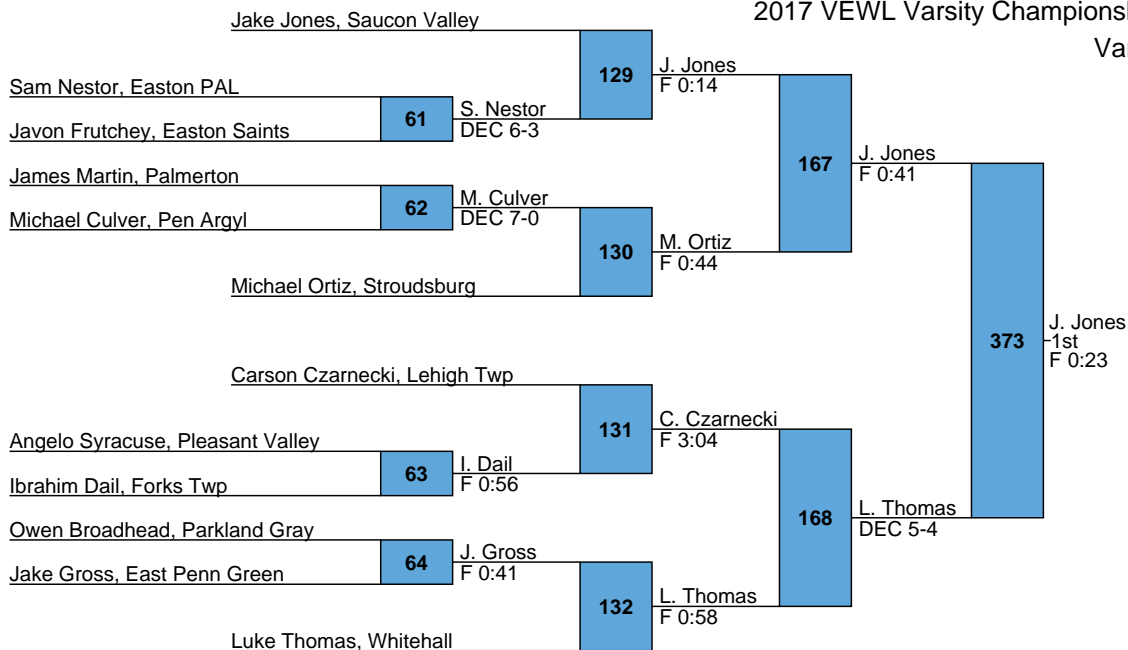 2017 VEWL Varsity Championsh
Var
Jake Jones, Saucon Valley
129
J. Jones
F 0:14
Sam Nestor, Easton PAL
61
S. Nestor
DEC 6-3
Javon Frutchey, Easton Saints
167
J. Jones
F 0:41
James Martin, Palmerton
62
M. Culver
DEC 7-0
Michael Culver, Pen Argyl
130
M. Ortiz
F 0:44
Michael Ortiz, Stroudsburg
373
J. Jones
1st
F 0:23
Carson Czarnecki, Lehigh Twp
131
C. Czarnecki
F 3:04
Angelo Syracuse, Pleasant Valley
63
I. Dail
F 0:56
Ibrahim Dail, Forks Twp
168
L. Thomas
DEC 5-4
Owen Broadhead, Parkland Gray
64
J. Gross
F 0:41
Jake Gross, East Penn Green
132
L. Thomas
F 0:58
Luke Thomas, Whitehall